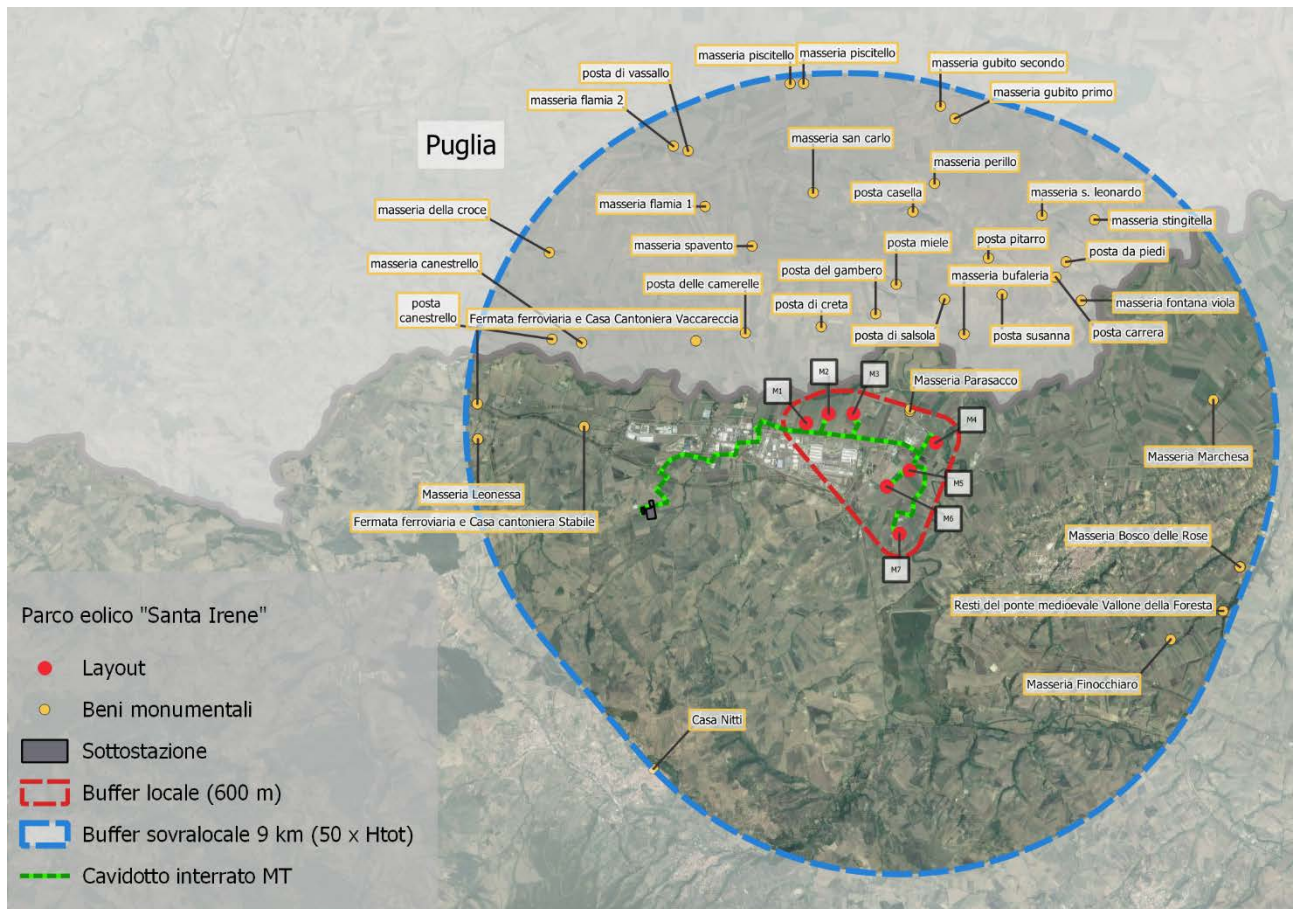 masseria piscitello
masseria piscitello
masseria gubito secondo
posta di vassallo
masseria gubito primo
masseria flamia 2
Puglia
masseria san carlo
masseria perillo
posta casella
masseria s. leonardo
masseria flamia 1
masseria della croce
masseria stingitella
masseria spavento
posta miele
posta pitarro
posta da piedi
masseria canestrello
posta del gambero
masseria bufaleria
posta delle camerelle
posta
canestrello
posta di creta
masseria fontana viola
Fermata ferroviaria e Casa Cantoniera Vaccareccia
posta di salsola
posta susanna
posta carrera
M1
M2
M3
Masseria Parasacco
M4
Masseria Marchesa
M5
Masseria Leonessa
Fermata ferroviaria e Casa cantoniera Stabile
M6
Masseria Bosco delle Rose
M7
Resti del ponte medioevale Vallone della Foresta
Masseria Finocchiaro
Casa Nitti
Parco eolico "Santa Irene"
Layout
Beni monumentali
Sottostazione
Buffer locale (600 m)
Buffer sovralocale 9 km (50 x Htot)
Cavidotto interrato MT